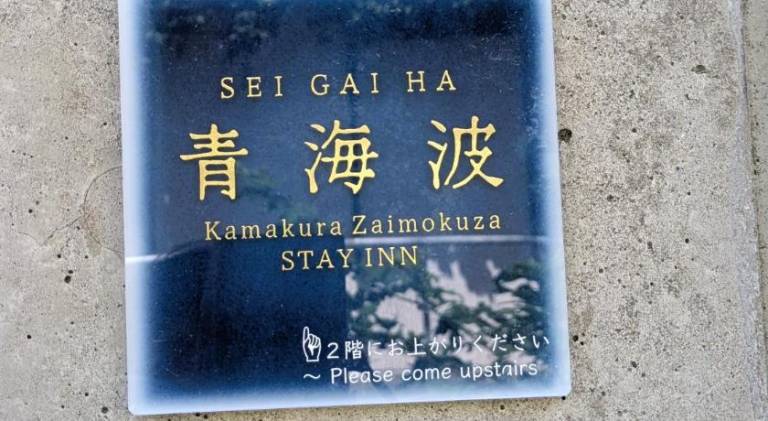 SEI GAI HA
青海波
Kamakura Zaimokuza
STAY INN
2階にお上がりください
～ Please come upstairs